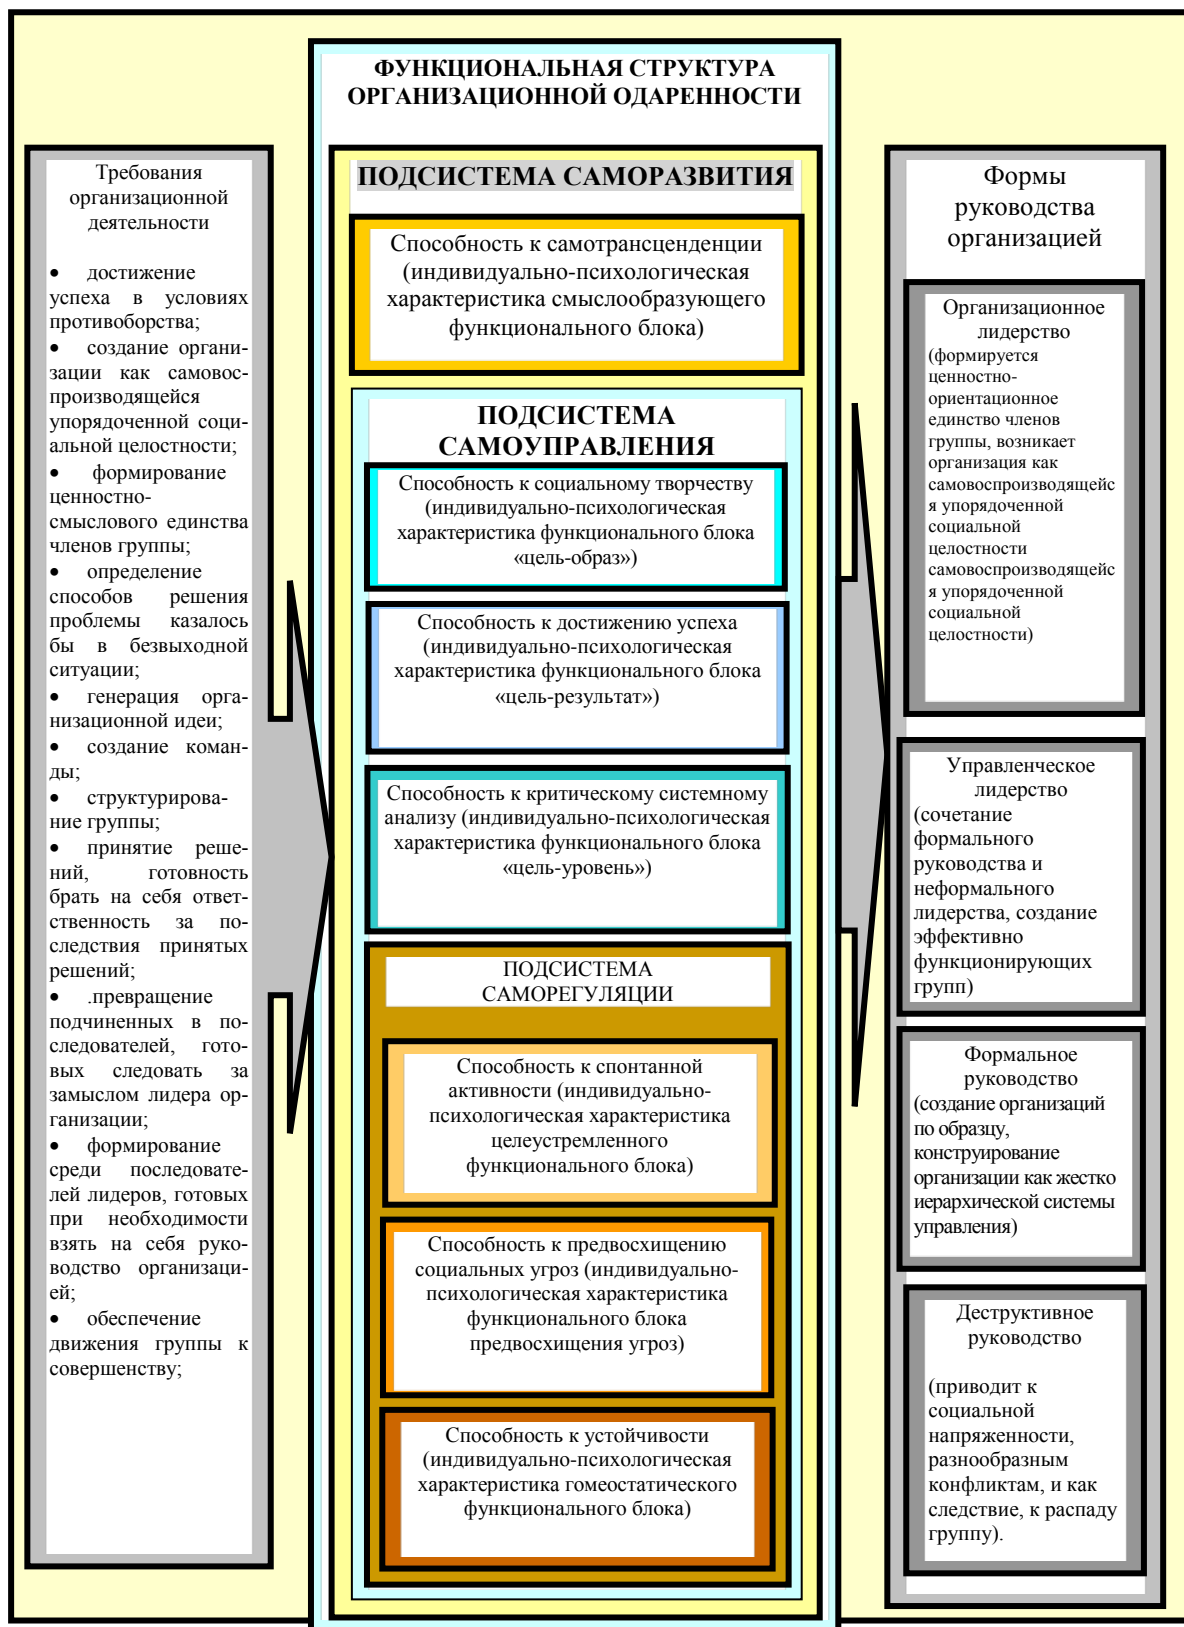 ФУНКЦИОНАЛЬНАЯ СТРУКТУРА
ОРГАНИЗАЦИОННОЙ ОДАРЕННОСТИ
Требования
организационной
деятельности
• достижение
успеха в условиях
противоборства;
• создание органи-
зации как самовос-
производящейся
упорядоченной соци-
альной целостности;
• формирование
ценностно-
смыслового единства
членов группы;
• определение
способов решения
проблемы казалось
бы в безвыходной
ситуации;
• генерация орга-
низационной идеи;
• создание коман-
ды;
• структурирова-
ние группы;
• принятие реше-
ний, готовность
брать на себя ответ-
ственность за по-
следствия принятых
решений;
• .превращение
подчиненных в по-
следователей, гото-
вых следовать за
замыслом лидера ор-
ганизации;
• формирование
среди последовате-
лей лидеров, готовых
при необходимости
взять на себя руко-
водство организаци-
ей;
• обеспечение
движения группы к
совершенству;
ПОДСИСТЕМА САМОРАЗВИТИЯ
Способность к самотрансценденции
(индивидуально-психологическая
характеристика смыслообразующего
функционального блока)
ПОДСИСТЕМА
САМОУПРАВЛЕНИЯ
Способность к социальному творчеству
(индивидуально-психологическая
характеристика функционального блока
«цель-образ»)
Способность к достижению успеха
(индивидуально-психологическая
характеристика функционального блока
«цель-результат»)
Способность к критическому системному
анализу (индивидуально-психологическая
характеристика функционального блока
«цель-уровень»)
ПОДСИСТЕМА
САМОРЕГУЛЯЦИИ
Способность к спонтанной
активности (индивидуально-
психологическая характеристика
целеустремленного
функционального блока)
Способность к предвосхищению
социальных угроз (индивидуально-
психологическая характеристика
функционального блока
предвосхищения угроз)
Способность к устойчивости
(индивидуально-психологическая
характеристика гомеостатического
функционального блока)
Формы
руководства
организацией
Организационное
лидерство
(формируется
ценностно-
ориентационное
единство членов
группы, возникает
организация как
самовоспроизводящейс
я упорядоченной
социальной
целостности
самовоспроизводящейс
я упорядоченной
социальной
целостности)
Управленческое
лидерство
(сочетание
формального
руководства и
неформального
лидерства, создание
эффективно
функционирующих
групп)
Формальное
руководство
(создание организаций
по образцу,
конструирование
организации как жестко
иерархической системы
управления)
Деструктивное
руководство
(приводит к
социальной
напряженности,
разнообразным
конфликтам, и как
следствие, к распаду
группу).